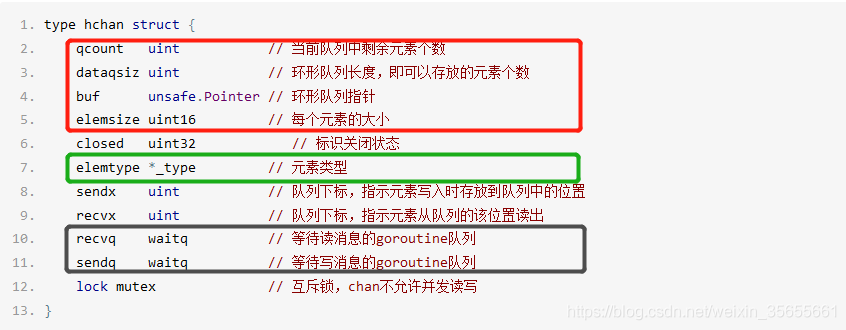 1. type hchan struct {
2. qcount uint // 当前队列中剩余元素个数
3. dataqsiz uint // 环形队列长度，即可以存放的元素个数
4. buf unsafe.Pointer // 环形队列指针
5. elemsize uint16 // 每个元素的大小
6. closed uint32 // 标识关闭状态
7. elemtype *_type // 元素类型
8. sendx uint // 队列下标，指示元素写入时存放到队列中的位置
9. recvx uint // 队列下标，指示元素从队列的该位置读出
10. recvq waitq // 等待读消息的goroutine队列
11. sendq waitq // 等待写消息的goroutine队列
12. lock mutex // 互斥锁，chan不允许并发读写
13. }
https://blog.csdn.net/weixin_35655661